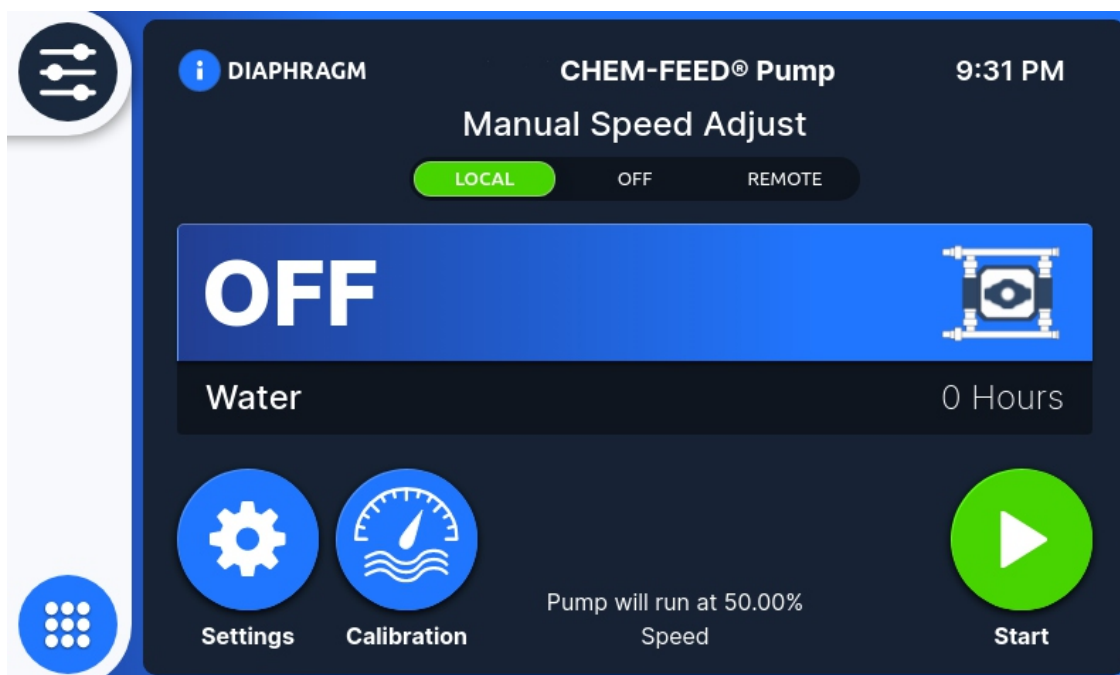 i DIAPHRAGM CHEM-FEED® Pump 9:31 PM
Manual Speed Adjust
LOCAL OFF REMOTE
OFF
Water 0 Hours
Pump will run at 50.00%
Speed
Settings Calibration Start